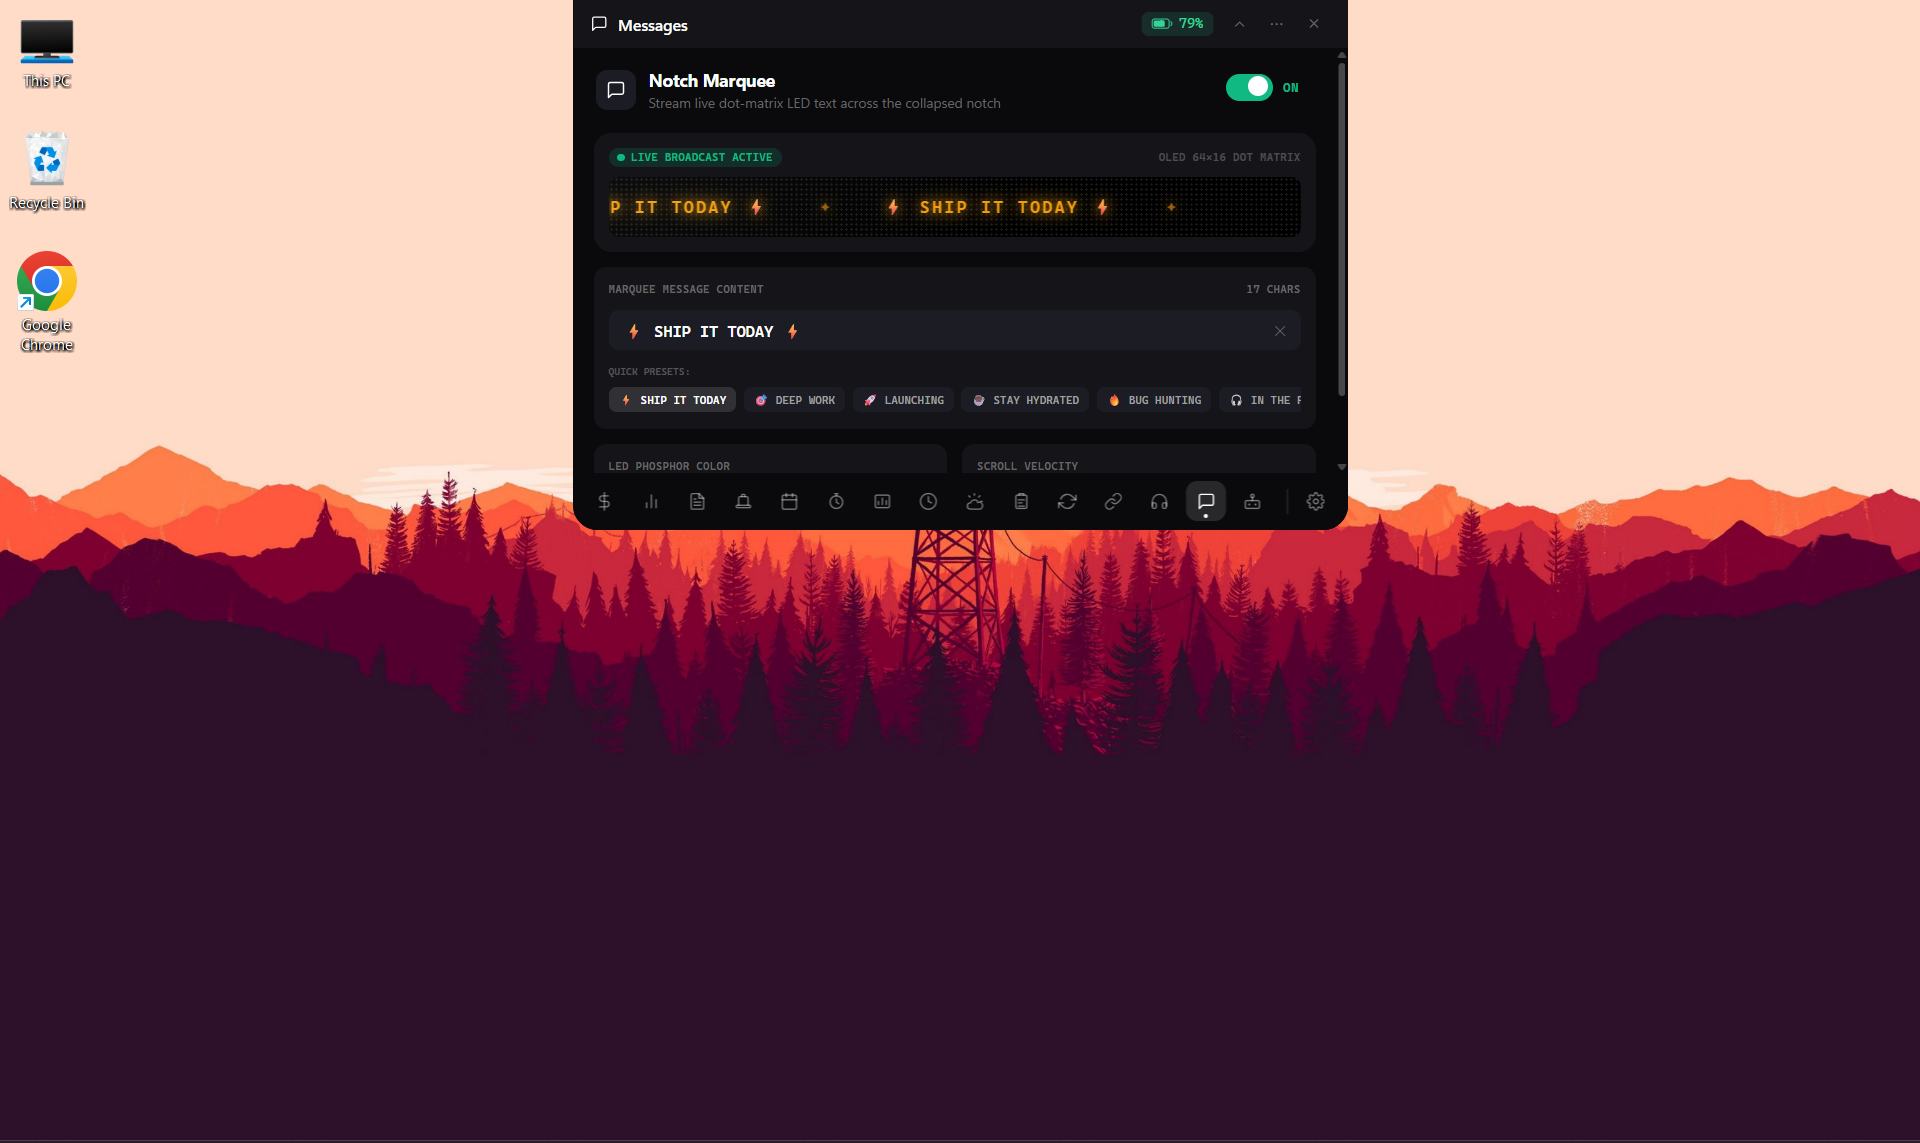 This PC
Recycle Bin
Google
Chrome
Messages
79%
Notch Marquee
Stream live dot-matrix LED text across the collapsed notch
ON
LIVE BROADCAST ACTIVE
OLED 64×16 DOT MATRIX
P IT TODAY ⚡ ✦ ⚡ SHIP IT TODAY ⚡ ✦
MARQUEE MESSAGE CONTENT
17 CHARS
⚡ SHIP IT TODAY ⚡
QUICK PRESETS:
⚡ SHIP IT TODAY
🎯 DEEP WORK
🚀 LAUNCHING
STAY HYDRATED
🔥 BUG HUNTING
🎧 IN THE
LED PHOSPHOR COLOR
SCROLL VELOCITY